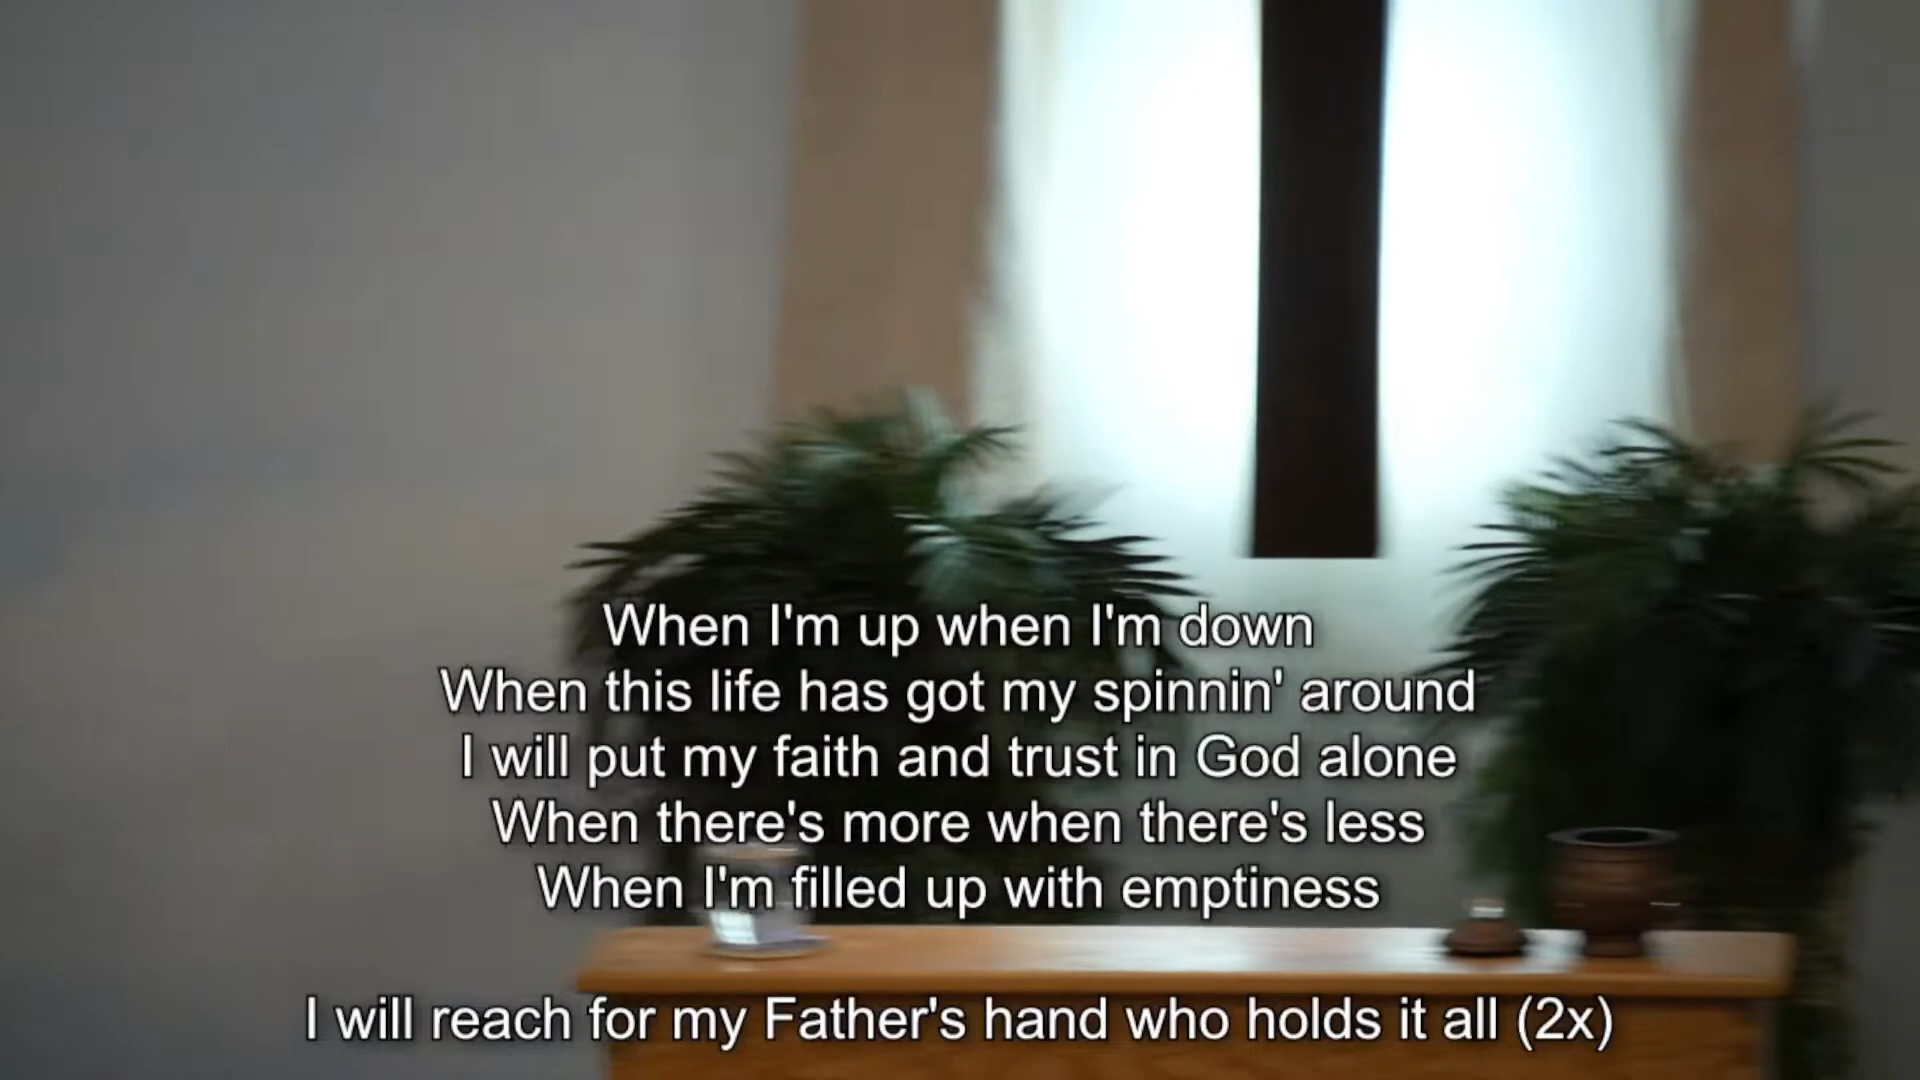 When I'm up when I'm down
When this life has got my spinnin' around
I will put my faith and trust in God alone
When there's more when there's less
When I'm filled up with emptiness
I will reach for my Father's hand who holds it all (2x)